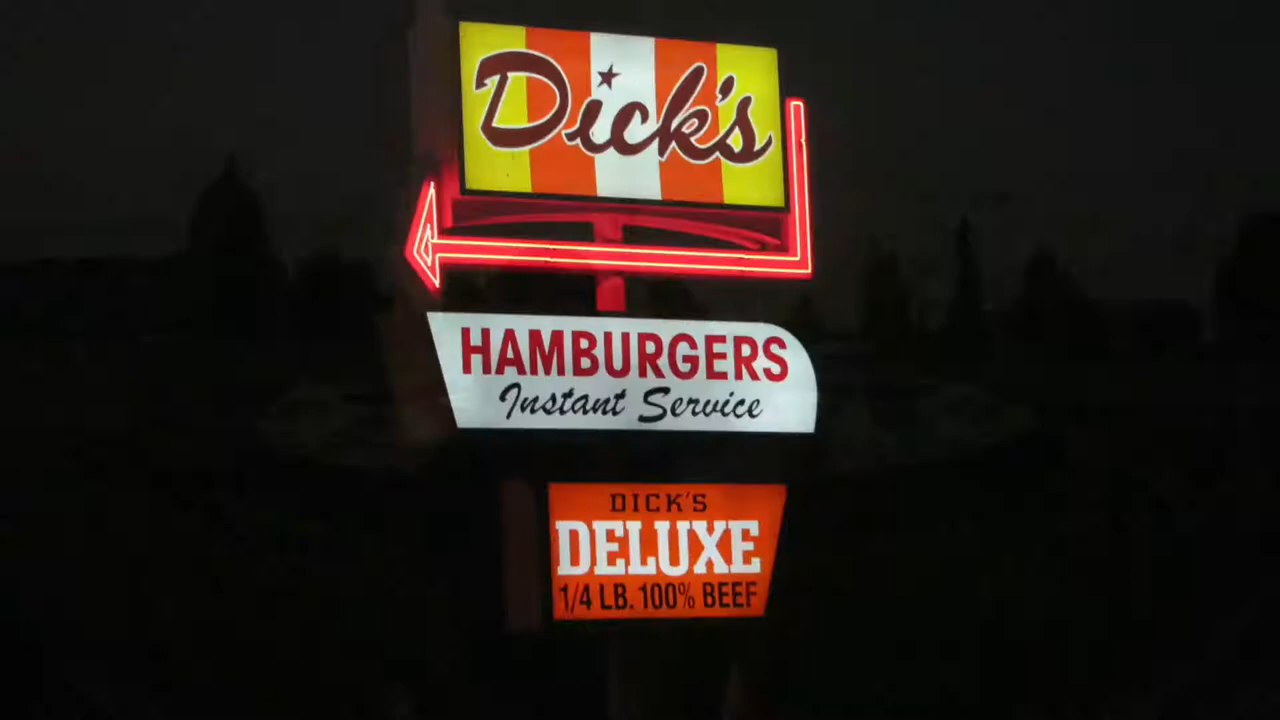 Dick's
HAMBURGERS
Instant Service
DICK'S
DELUXE
1/4 LB. 100% BEEF